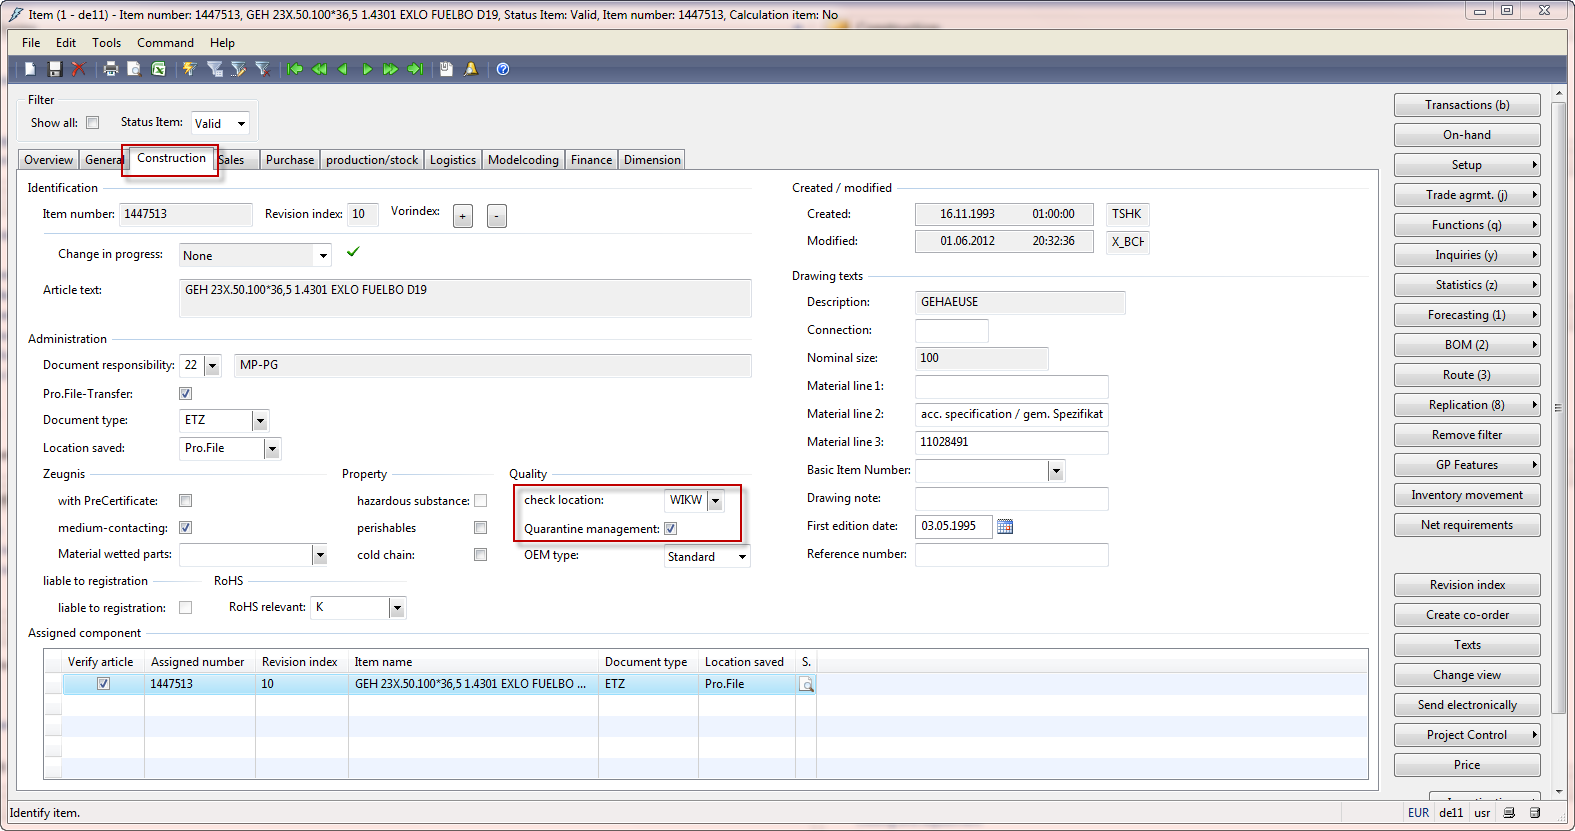 Item (1 - de11) - Item number: 1447513, GEH 23X.50.100*36,5 1.4301 EXLO FUELBO D19, Status Item: Valid, Item number: 1447513, Calculation item: No
File Edit Tools Command Help
Filter
Show all: Status Item: Valid
Overview General Construction Sales Purchase production/stock Logistics Modelcoding Finance Dimension
Identification
Item number: 1447513 Revision index: 10 Vorindex: + -
Change in progress: None
Article text: GEH 23X.50.100*36,5 1.4301 EXLO FUELBO D19
Administration
Document responsibility: 22 MP-PG
Pro.File-Transfer:
Document type: ETZ
Location saved: Pro.File
Zeugnis Property Quality
with PreCertificate: hazardous substance: check location: WIKW
medium-contacting: perishables Quarantine management:
Material wetted parts: cold chain: OEM type: Standard
liable to registration RoHS
liable to registration: RoHS relevant: K
Created / modified
Created: 16.11.1993 01:00:00 TSHK
Modified: 01.06.2012 20:32:36 X_BCH
Drawing texts
Description: GEHAEUSE
Connection:
Nominal size: 100
Material line 1:
Material line 2: acc. specification / gem. Spezifikat
Material line 3: 11028491
Basic Item Number:
Drawing note:
First edition date: 03.05.1995
Reference number:
Assigned component
Verify article Assigned number Revision index Item name Document type Location saved S.
1447513 10 GEH 23X.50.100*36,5 1.4301 EXLO FUELBO ... ETZ Pro.File
Transactions (b)
On-hand
Setup
Trade agrmt. (j)
Functions (q)
Inquiries (y)
Statistics (z)
Forecasting (1)
BOM (2)
Route (3)
Replication (8)
Remove filter
GP Features
Inventory movement
Net requirements
Revision index
Create co-order
Texts
Change view
Send electronically
Project Control
Price
Identify item.
EUR de11 usr